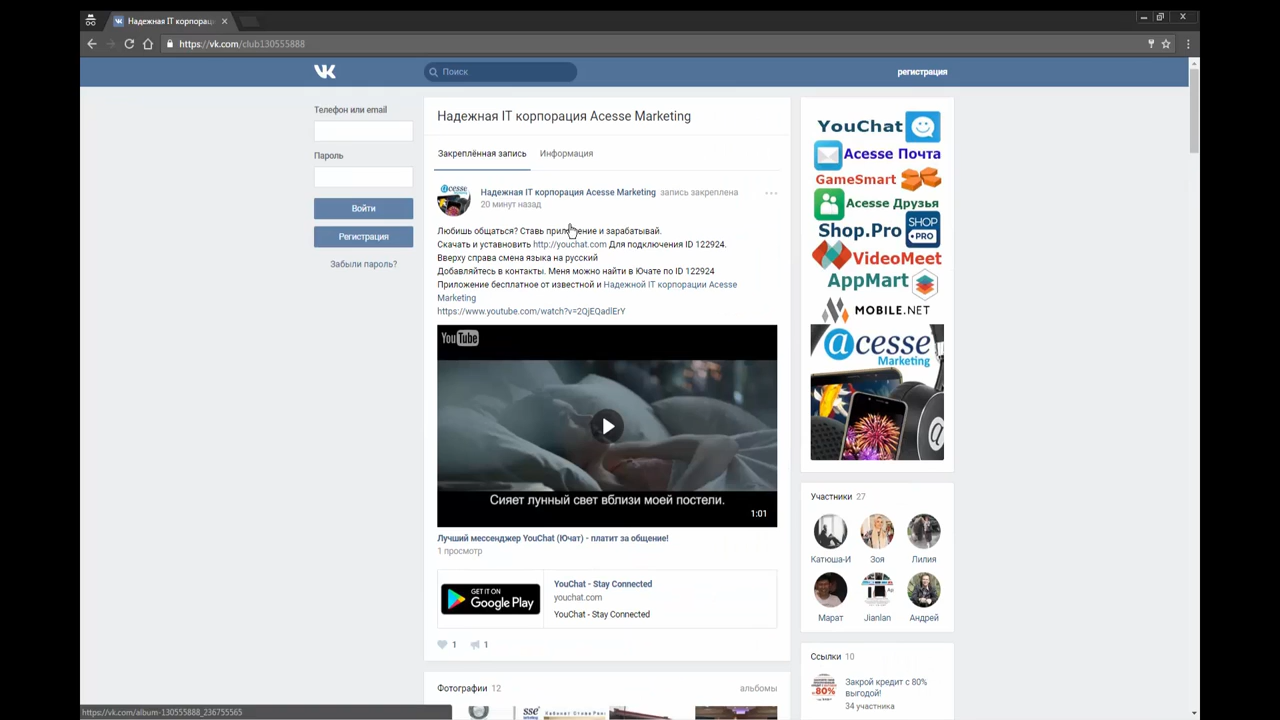 Надежная IT корпорац
https://vk.com/club130555888
Поиск
регистрация
Телефон или email
Пароль
Войти
Регистрация
Забыли пароль?
Надежная IT корпорация Acesse Marketing
Закреплённая запись
Информация
Надежная IT корпорация Acesse Marketing запись закреплена
20 минут назад
Любишь общаться? Ставь приложение и зарабатывай.
Скачать и уставновить http://youchat.com Для подключения ID 122924.
Вверху справа смена языка на русский
Добавляйтесь в контакты. Меня можно найти в Ючате по ID 122924
Приложение бесплатное от известной и Надежной IT корпорации Acesse
Marketing
https://www.youtube.com/watch?v=2QjEQadlErY
YouTube
Сияет лунный свет вблизи моей постели.
1:01
Лучший мессенджер YouChat (Ючат) - платит за общение!
1 просмотр
GET IT ON
Google Play
YouChat - Stay Connected
youchat.com
YouChat - Stay Connected
1
1
Фотографии 12
альбомы
YouChat
Acesse Почта
GameSmart
Acesse Друзья
Shop.Pro
SHOP
.PRO
VideoMeet
AppMart
MOBILE.NET
acesse
Marketing
Участники 27
Катюша-И
Зоя
Лилия
Марат
Jianlan
Андрей
Ссылки 10
Закрой кредит с 80%
выгодой!
34 участника
https://vk.com/album-130555888_236755565